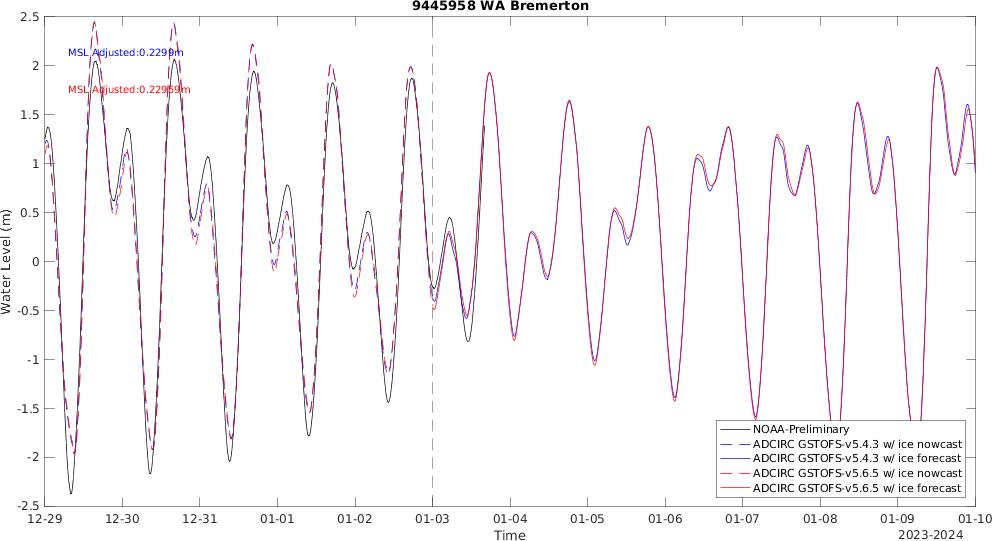 9445958 WA Bremerton
2.5
2
1.5
1
0.5
0
-0.5
-1
-1.5
-2
-2.5
Water Level (m)
MSL Adjusted:0.2299m
MSL Adjusted:0.22959m
NOAA-Preliminary
ADCIRC GSTOFS-v5.4.3 w/ ice nowcast
ADCIRC GSTOFS-v5.4.3 w/ ice forecast
ADCIRC GSTOFS-v5.6.5 w/ ice nowcast
ADCIRC GSTOFS-v5.6.5 w/ ice forecast
12-29 12-30 12-31 01-01 01-02 01-03 01-04 01-05 01-06 01-07 01-08 01-09 01-10
Time
2023-2024